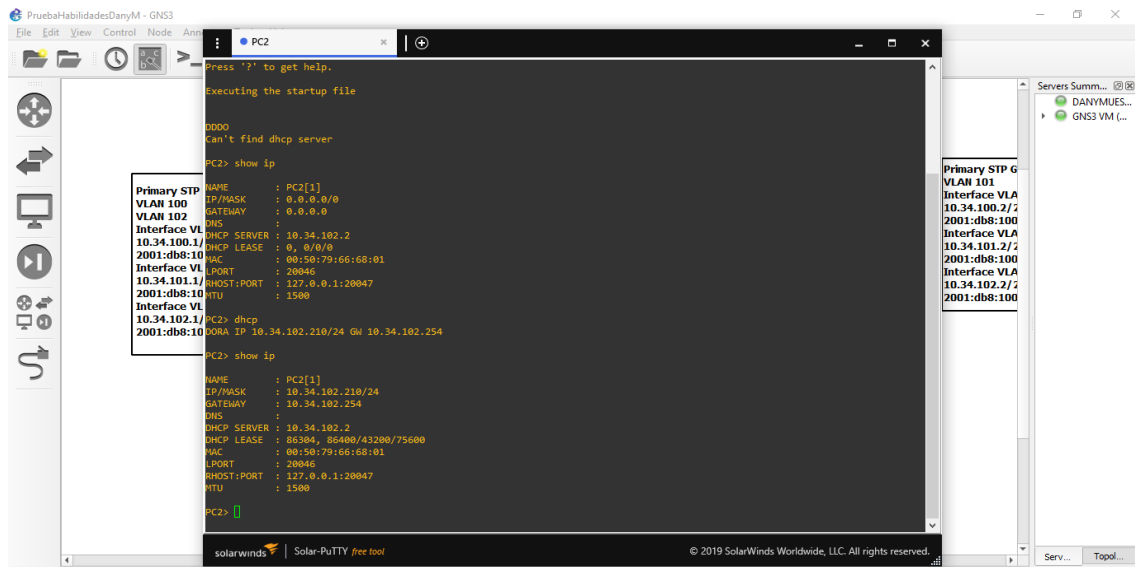 PruebaHabilidadesDanyM - GNS3
File Edit View Control Node Ann
PC2
Press '?' to get help.
Executing the startup file
DDDO
Can't find dhcp server
PC2> show ip
NAME : PC2[1]
IP/MASK : 0.0.0.0/0
GATEWAY : 0.0.0.0
DNS :
DHCP SERVER : 10.34.102.2
DHCP LEASE : 0, 0/0/0
MAC : 00:50:79:66:68:01
LPORT : 20046
RHOST:PORT : 127.0.0.1:20047
MTU : 1500
PC2> dhcp
DORA IP 10.34.102.210/24 GW 10.34.102.254
PC2> show ip
NAME : PC2[1]
IP/MASK : 10.34.102.210/24
GATEWAY : 10.34.102.254
DNS :
DHCP SERVER : 10.34.102.2
DHCP LEASE : 86304, 86400/43200/75600
MAC : 00:50:79:66:68:01
LPORT : 20046
RHOST:PORT : 127.0.0.1:20047
MTU : 1500
PC2>
solarwinds Solar-PuTTY free tool
© 2019 SolarWinds Worldwide, LLC. All rights reserved.
Primary STP
VLAN 100
VLAN 102
Interface VL
10.34.100.1/
2001:db8:10
Interface VL
10.34.101.1/
2001:db8:10
Interface VL
10.34.102.1/
2001:db8:10
Primary STP G
VLAN 101
Interface VLA
10.34.100.2/2
2001:db8:100
Interface VLA
10.34.101.2/2
2001:db8:100
Interface VLA
10.34.102.2/2
2001:db8:100
Servers Summ...
DANYMUES...
GNS3 VM (...
Serv... Topol...